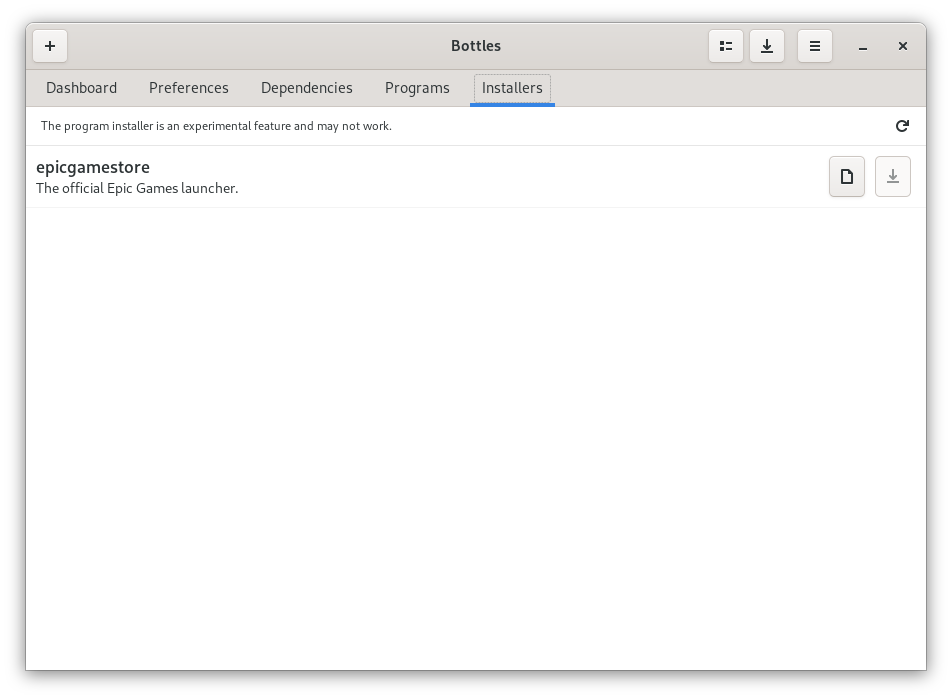 Bottles
Dashboard Preferences Dependencies Programs Installers
The program installer is an experimental feature and may not work.
epicgamestore
The official Epic Games launcher.